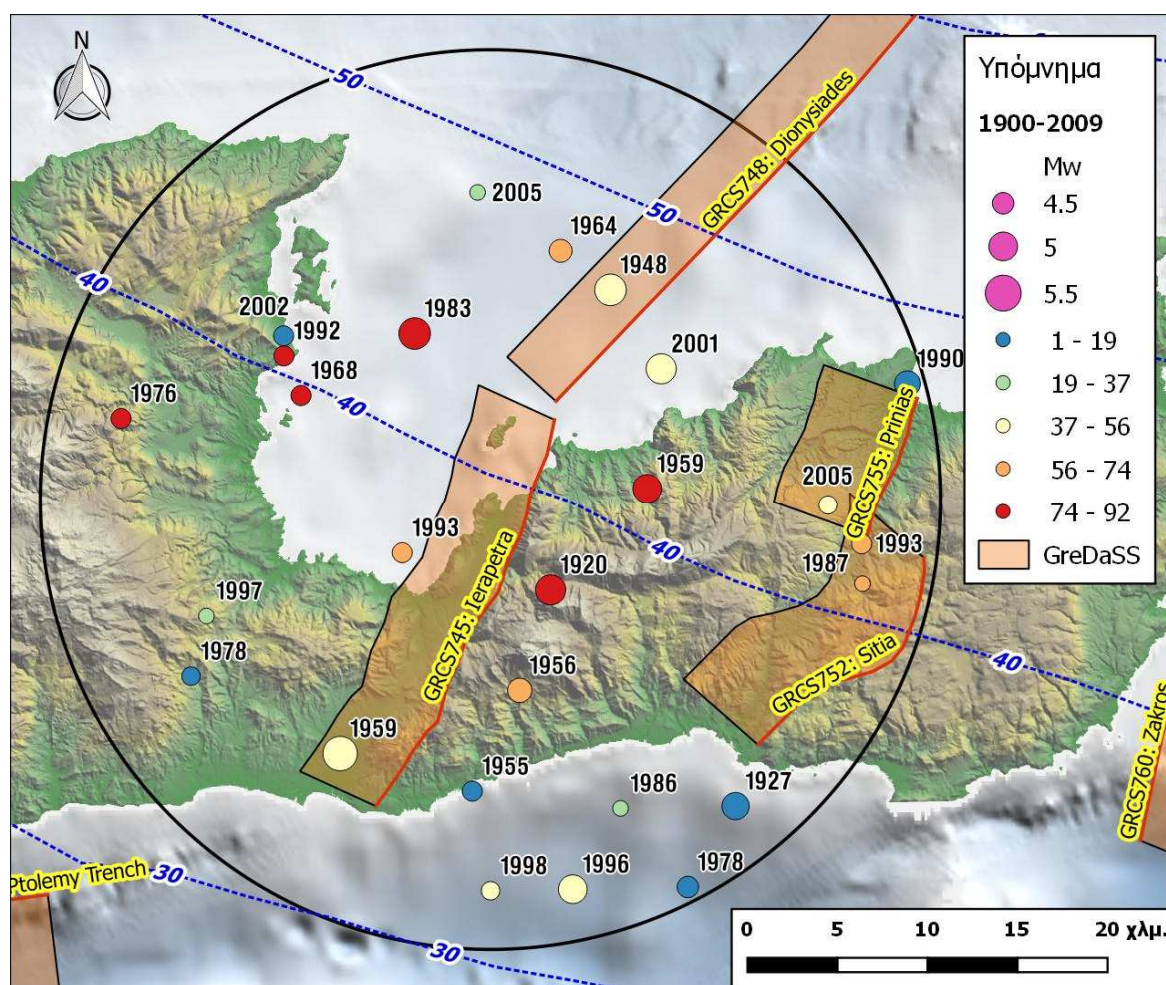 N
50
2005
1964
GRCS748: Dionysiades
50
1948
40
2002
1992
1983
1968
40
2001
1990
1976
1959
2005
GRCS755: Prinias
1993
GRCS745: Ierapetra
40
1993
1987
1920
1997
1978
1956
GRCS752: Sitia
40
1959
1955
1986
1927
GRCS760: Zakros
Ptolemy Trench
30
1998
1996
1978
30
Υπόμνημα
1900-2009
Mw
4.5
5
5.5
1 - 19
19 - 37
37 - 56
56 - 74
74 - 92
GreDaSS
0 5 10 15 20 χλμ.